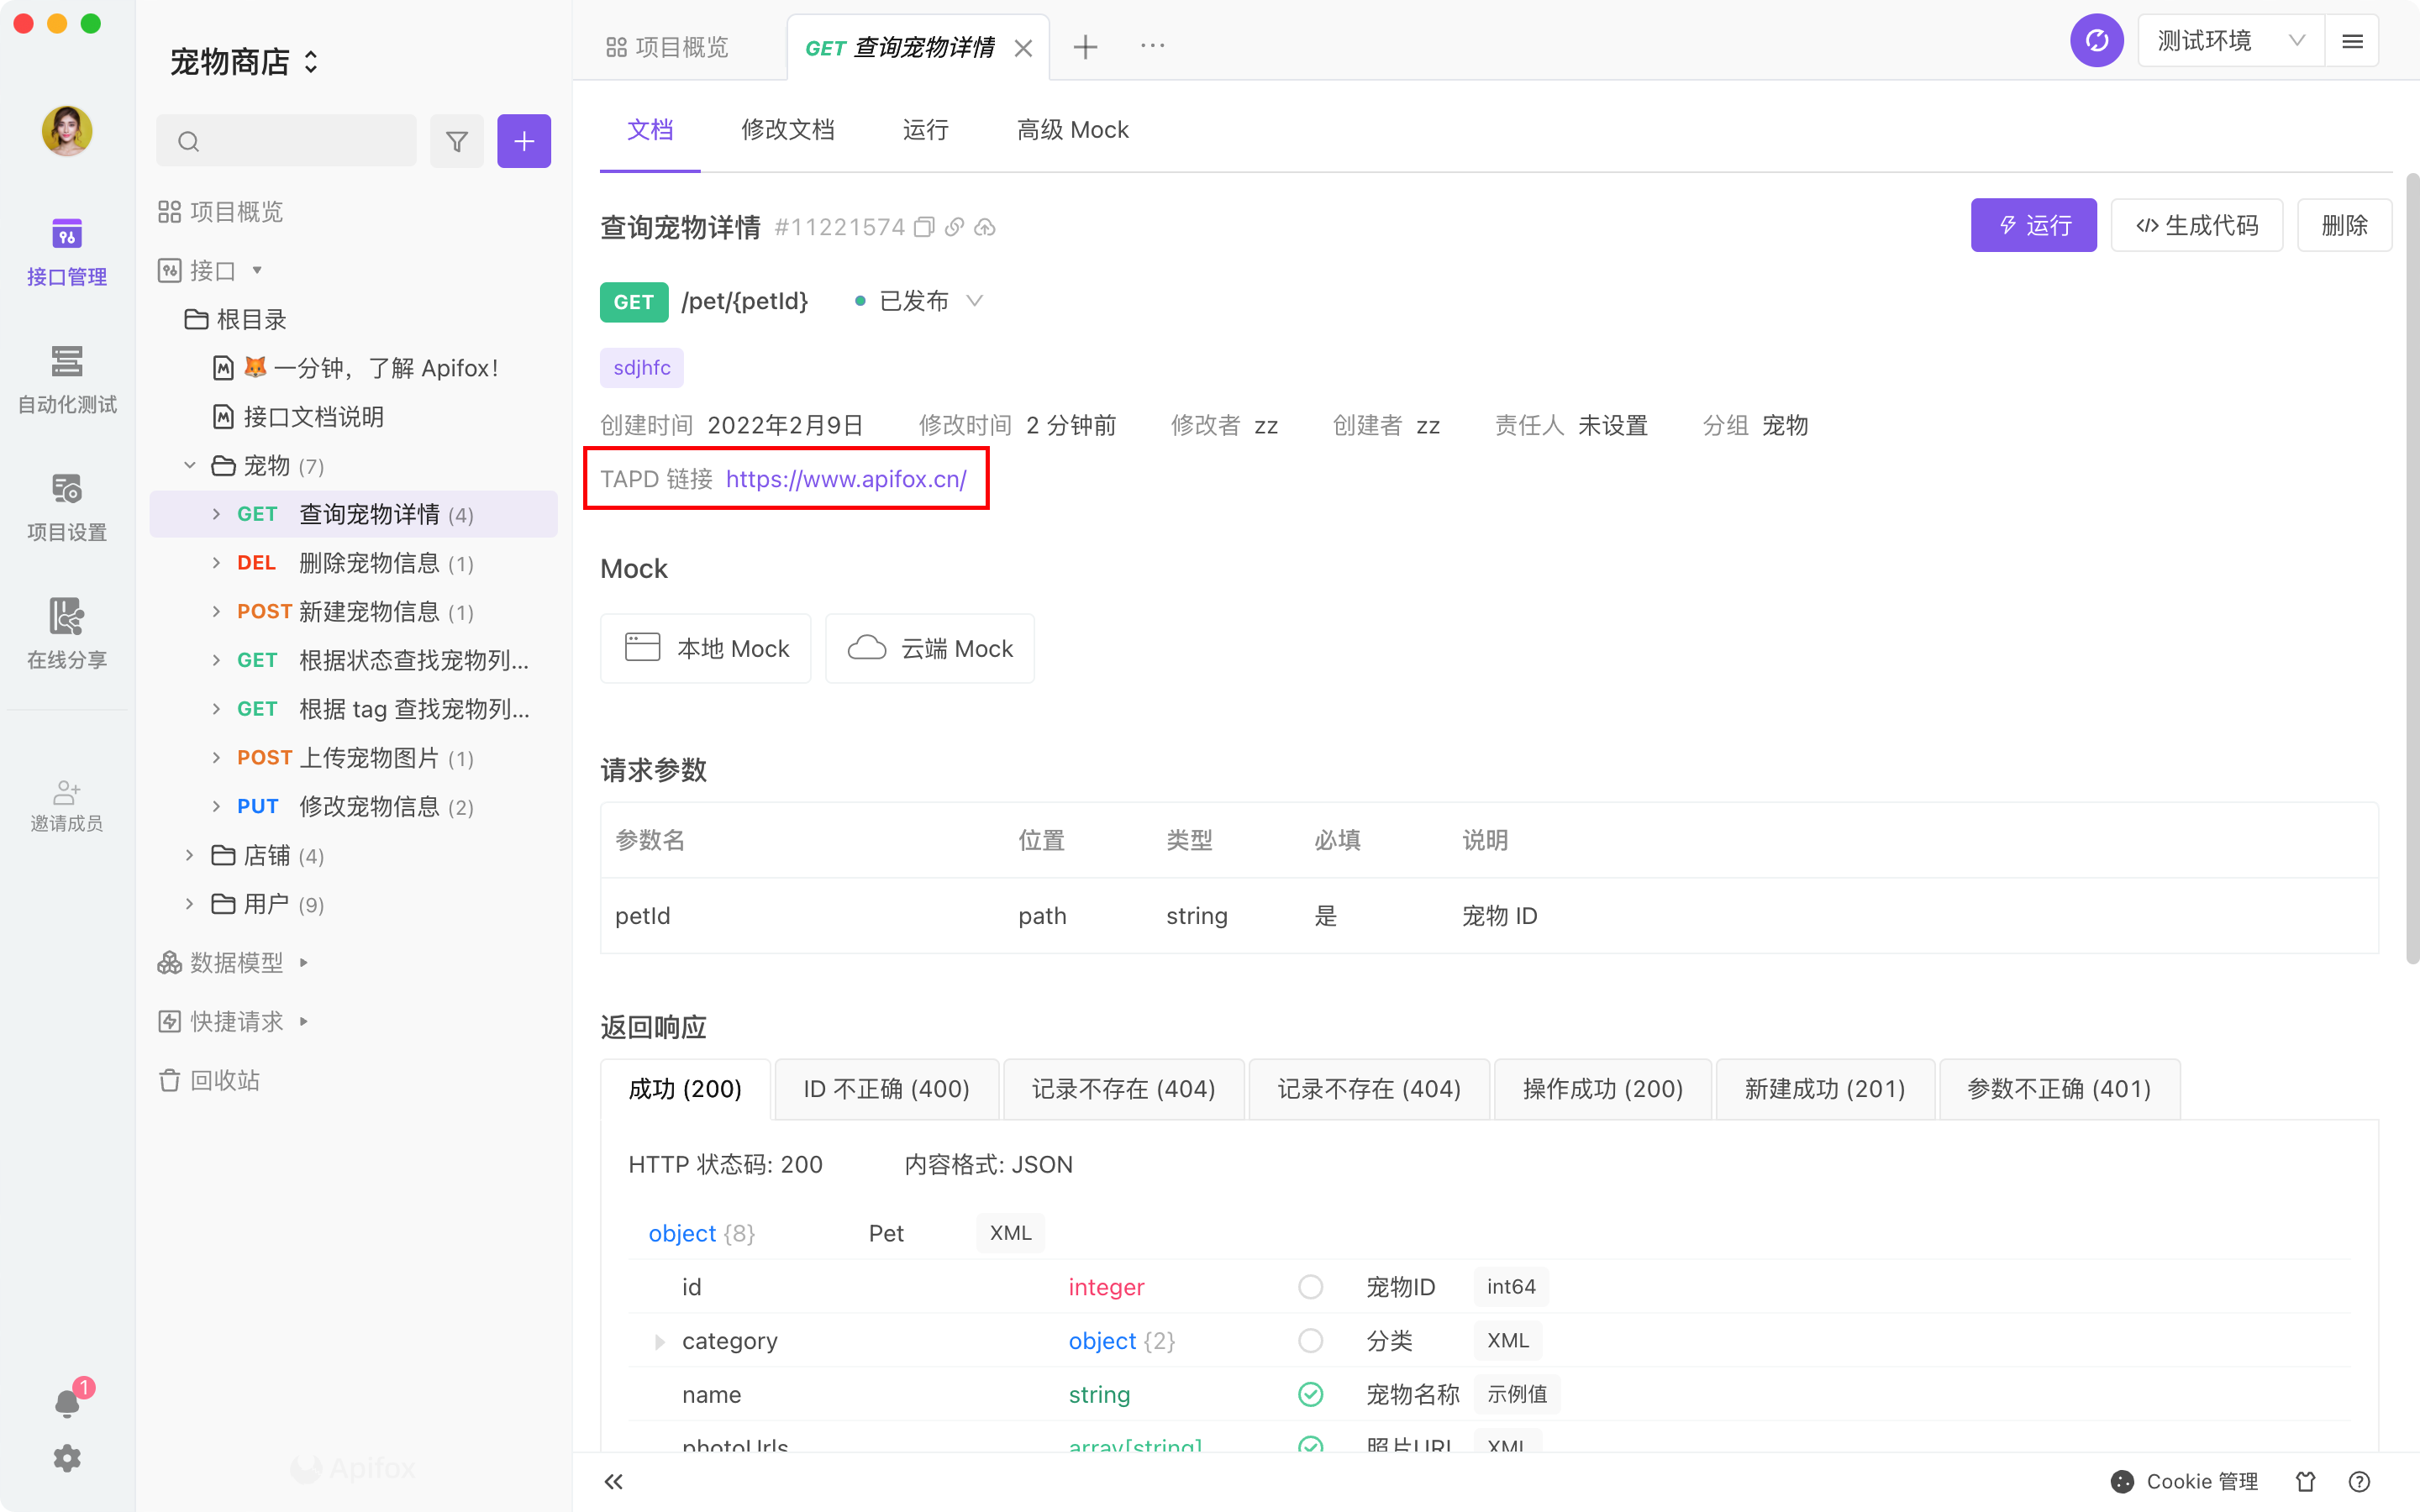 宠物商店
项目概览
GET 查询宠物详情
测试环境
接口管理
自动化测试
项目设置
在线分享
邀请成员
1
项目概览
接口
根目录
一分钟，了解 Apifox！
接口文档说明
宠物 (7)
GET 查询宠物详情 (4)
DEL 删除宠物信息 (1)
POST 新建宠物信息 (1)
GET 根据状态查找宠物列...
GET 根据 tag 查找宠物列...
POST 上传宠物图片 (1)
PUT 修改宠物信息 (2)
店铺 (4)
用户 (9)
数据模型
快捷请求
回收站
Apifox
文档 修改文档 运行 高级 Mock
查询宠物详情 #11221574
运行 生成代码 删除
GET /pet/{petId} 已发布
sdjhfc
创建时间 2022年2月9日 修改时间 2 分钟前 修改者 zz 创建者 zz 责任人 未设置 分组 宠物
TAPD 链接 https://www.apifox.cn/
Mock
本地 Mock 云端 Mock
请求参数
参数名 位置 类型 必填 说明
petId path string 是 宠物 ID
返回响应
成功 (200) ID 不正确 (400) 记录不存在 (404) 记录不存在 (404) 操作成功 (200) 新建成功 (201) 参数不正确 (401)
HTTP 状态码: 200 内容格式: JSON
object {8} Pet XML
id integer 宠物ID int64
category object {2} 分类 XML
name string 宠物名称 示例值
photoUrls array[string] 照片URL XML
Cookie 管理